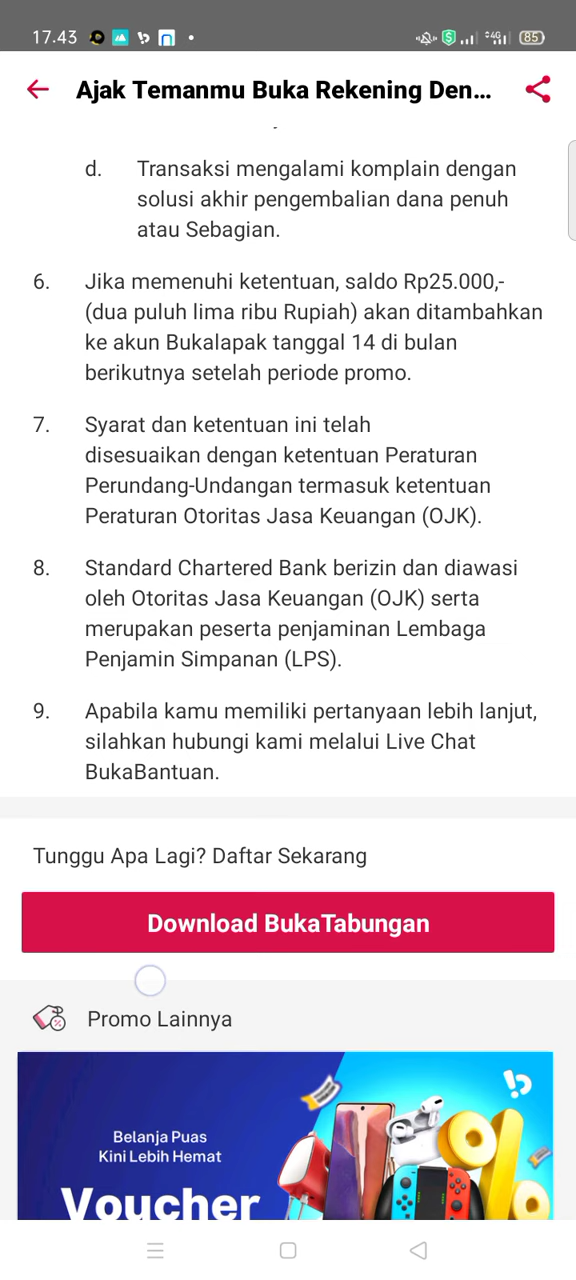 17.43
4G
85
Ajak Temanmu Buka Rekening Den...
d. Transaksi mengalami komplain dengan
solusi akhir pengembalian dana penuh
atau Sebagian.
6. Jika memenuhi ketentuan, saldo Rp25.000,-
(dua puluh lima ribu Rupiah) akan ditambahkan
ke akun Bukalapak tanggal 14 di bulan
berikutnya setelah periode promo.
7. Syarat dan ketentuan ini telah
disesuaikan dengan ketentuan Peraturan
Perundang-Undangan termasuk ketentuan
Peraturan Otoritas Jasa Keuangan (OJK).
8. Standard Chartered Bank berizin dan diawasi
oleh Otoritas Jasa Keuangan (OJK) serta
merupakan peserta penjaminan Lembaga
Penjamin Simpanan (LPS).
9. Apabila kamu memiliki pertanyaan lebih lanjut,
silahkan hubungi kami melalui Live Chat
BukaBantuan.
Tunggu Apa Lagi? Daftar Sekarang
Download BukaTabungan
Promo Lainnya
Belanja Puas
Kini Lebih Hemat
Voucher